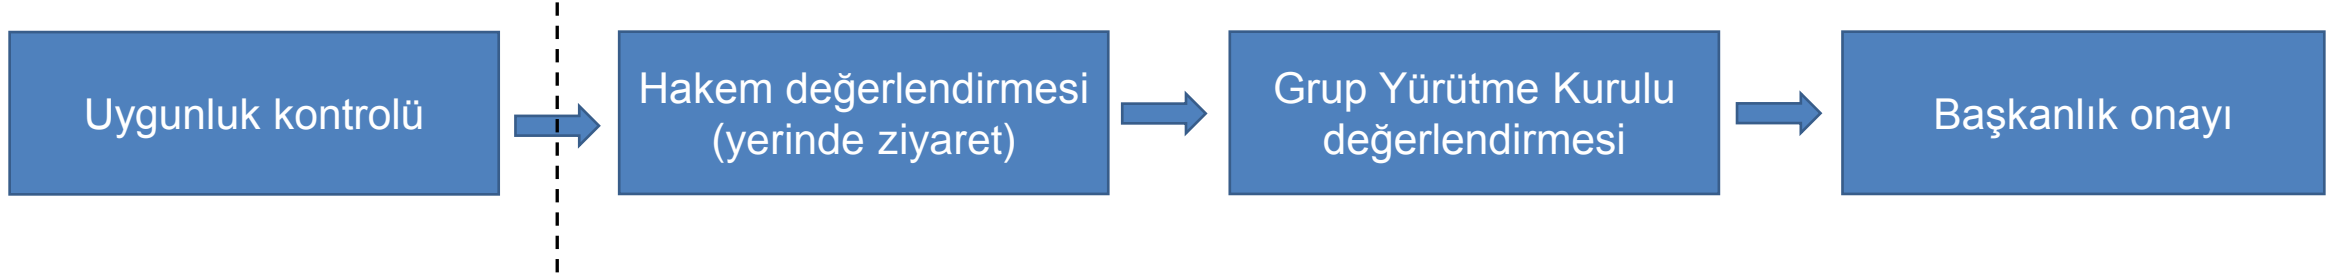 Uygunluk kontrolü
Hakem değerlendirmesi
(yerinde ziyaret)
Grup Yürütme Kurulu
değerlendirmesi
Başkanlık onayı